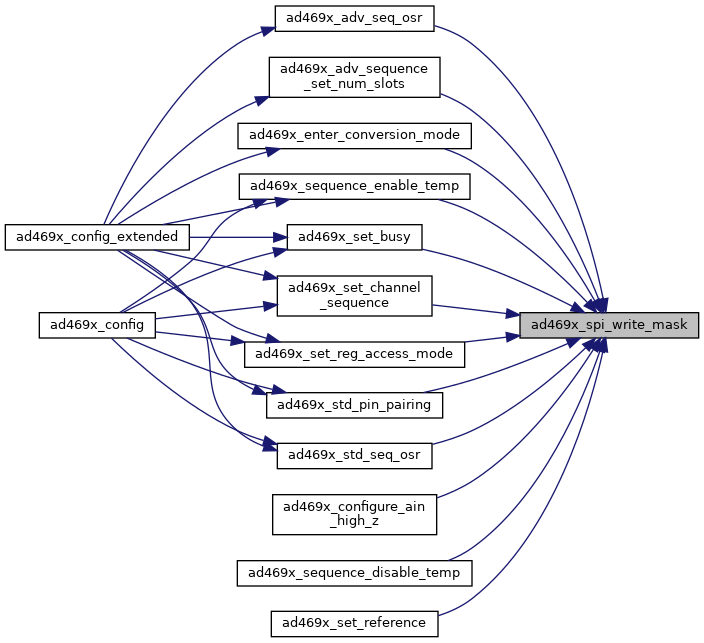 ad469x_adv_seq_osr
ad469x_adv_sequence
_set_num_slots
ad469x_enter_conversion_mode
ad469x_sequence_enable_temp
ad469x_config_extended
ad469x_set_busy
ad469x_set_channel
_sequence
ad469x_config
ad469x_spi_write_mask
ad469x_set_reg_access_mode
ad469x_std_pin_pairing
ad469x_std_seq_osr
ad469x_configure_ain
_high_z
ad469x_sequence_disable_temp
ad469x_set_reference